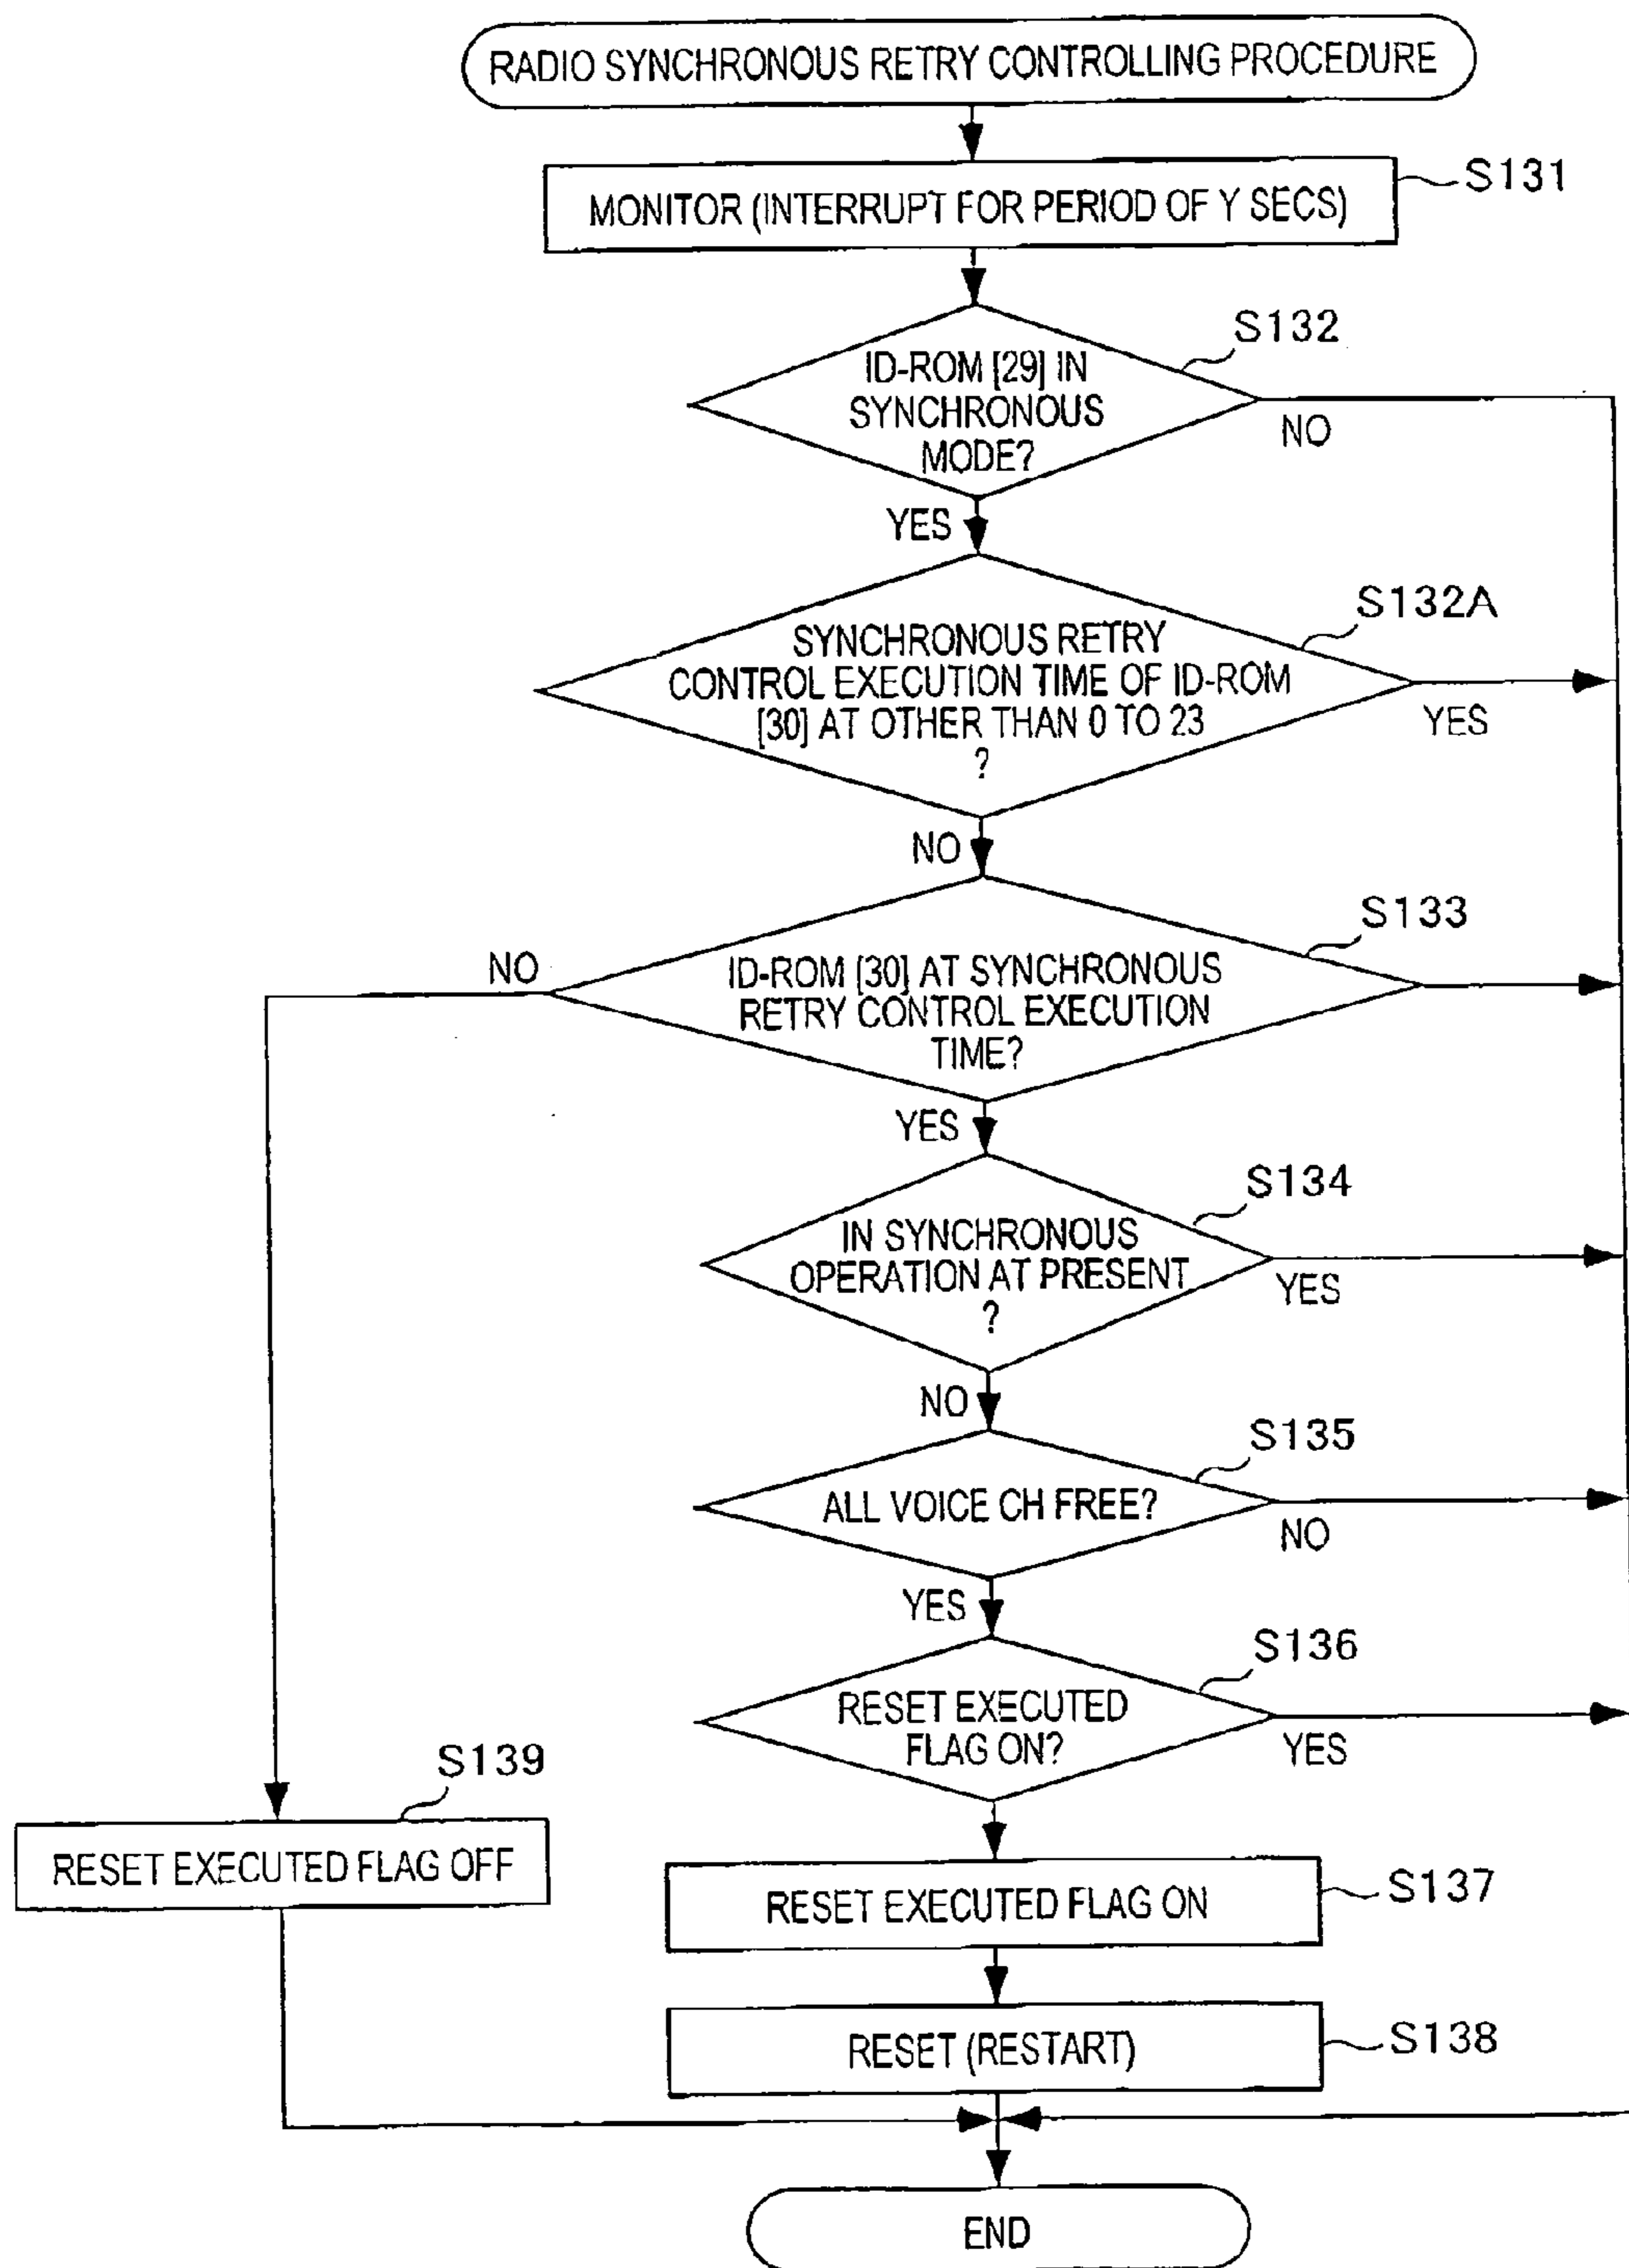 RADIO SYNCHRONOUS RETRY CONTROLLING PROCEDURE
S131
MONITOR (INTERRUPT FOR PERIOD OF Y SECS)
S132
ID-ROM [29] IN
SYNCHRONOUS
MODE?
NO
YES
S132A
SYNCHRONOUS RETRY
CONTROL EXECUTION TIME OF ID-ROM
[30] AT OTHER THAN 0 TO 23
?
YES
NO
S133
NO
ID-ROM [30] AT SYNCHRONOUS
RETRY CONTROL EXECUTION
TIME?
YES
S134
IN SYNCHRONOUS
OPERATION AT PRESENT
?
YES
NO
S135
ALL VOICE CH FREE?
NO
YES
S136
RESET EXECUTED
FLAG ON?
YES
S139
RESET EXECUTED FLAG OFF
S137
RESET EXECUTED FLAG ON
S138
RESET (RESTART)
END